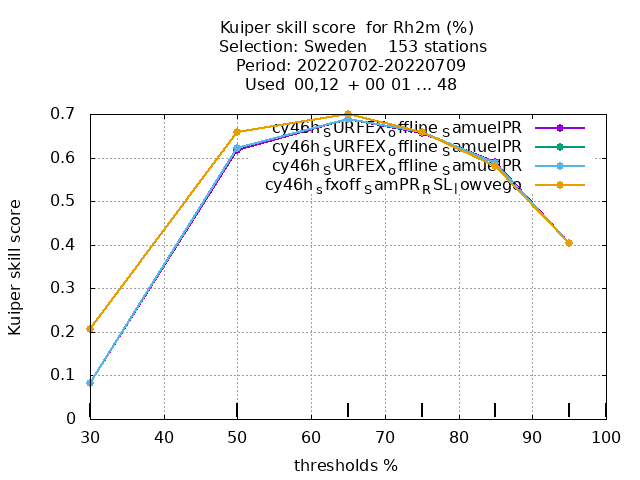 Kuiper skill score  for Rh2m (%)
Selection: Sweden    153 stations
Period: 20220702-20220709
Used  00,12  + 00 01 ... 48
cy46h_SURFEX_offline_SamuelPR
cy46h_SURFEX_offline_SamuelPR
cy46h_SURFEX_offline_SamuelPR
cy46h_sfxoff_SamPR_RSL_lowvego
Kuiper skill score
0.7
0.6
0.5
0.4
0.3
0.2
0.1
0
30 40 50 60 70 80 90 100
thresholds %